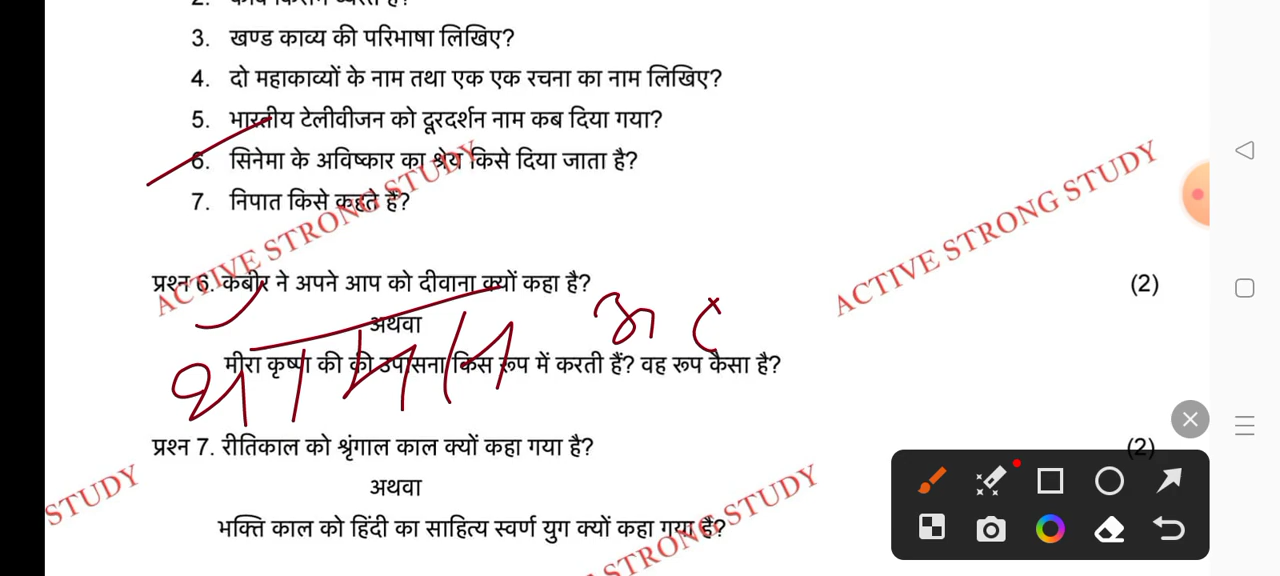 3. खण्ड काव्य की परिभाषा लिखिए?
4. दो महाकाव्यों के नाम तथा एक एक रचना का नाम लिखिए?
5. भारतीय टेलीवीजन को दूरदर्शन नाम कब दिया गया?
6. सिनेमा के अविष्कार का श्रेय किसे दिया जाता है?
7. निपात किसे कहते है?
ACTIVE STRONG STUDY
ACTIVE STRONG STUDY
प्रश्न 6. कबीर ने अपने आप को दीवाना क्यों कहा है? (2)
अथवा
मीरा कृष्ण की की उपासना किस रूप में करती हैं? वह रूप कैसा है?
प्रश्न 7. रीतिकाल को श्रृंगाल काल क्यों कहा गया है? (2)
अथवा
STUDY
भक्ति काल को हिंदी का साहित्य स्वर्ण युग क्यों कहा गया है?
STRONG STUDY